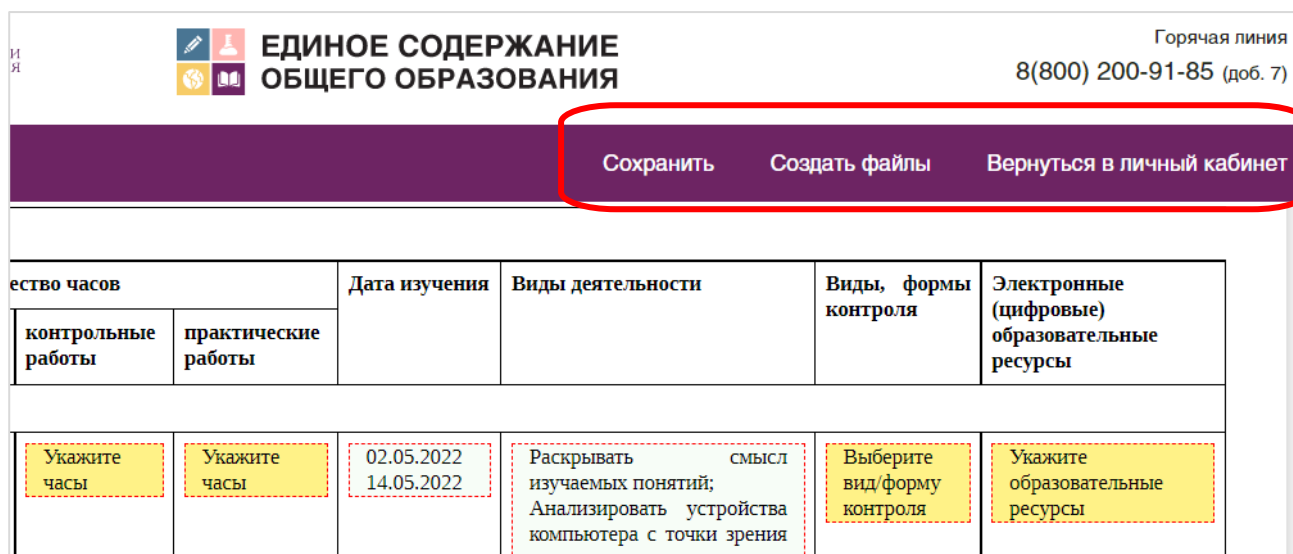 И
Я
ЕДИНОЕ СОДЕРЖАНИЕ
ОБЩЕГО ОБРАЗОВАНИЯ
Горячая линия
8(800) 200-91-85 (доб. 7)
Сохранить Создать файлы Вернуться в личный кабинет
ество часов
контрольные
работы
практические
работы
Дата изучения
Виды деятельности
Виды, формы
контроля
Электронные
(цифровые)
образовательные
ресурсы
Укажите
часы
Укажите
часы
02.05.2022
14.05.2022
Раскрывать смысл
изучаемых понятий;
Анализировать устройства
компьютера с точки зрения
Выберите
вид/форму
контроля
Укажите
образовательные
ресурсы